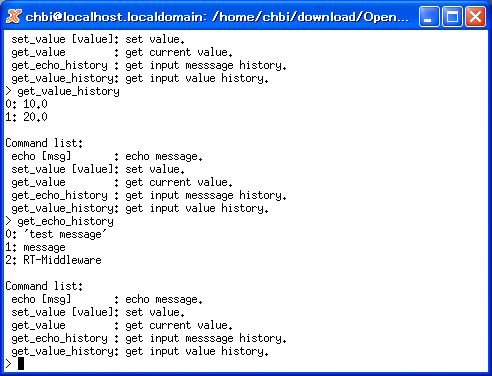 chbi@localhost.localdomain: /home/chbi/download/Open...
set_value [value]: set value.
get_value        : get current value.
get_echo_history : get input messsage history.
get_value_history: get input value history.
> get_value_history
0: 10.0
1: 20.0
Command list:
echo [msg]       : echo message.
set_value [value]: set value.
get_value        : get current value.
get_echo_history : get input messsage history.
get_value_history: get input value history.
> get_echo_history
0: 'test message'
1: message
2: RT-Middleware
Command list:
echo [msg]       : echo message.
set_value [value]: set value.
get_value        : get current value.
get_echo_history : get input messsage history.
get_value_history: get input value history.
>